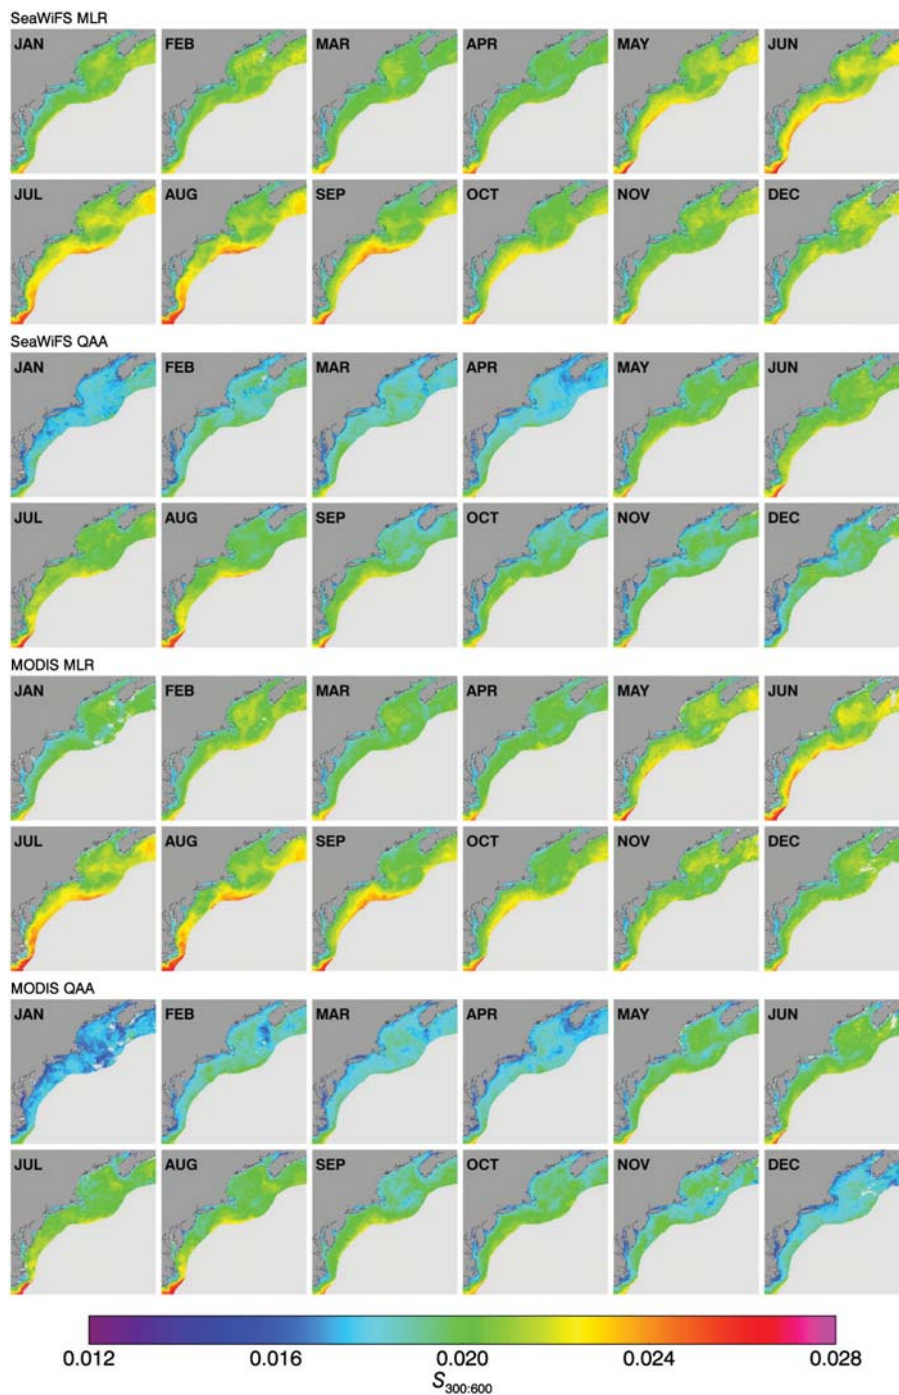 SeaWiFS MLR
JAN FEB MAR APR MAY JUN
JUL AUG SEP OCT NOV DEC
SeaWiFS QAA
JAN FEB MAR APR MAY JUN
JUL AUG SEP OCT NOV DEC
MODIS MLR
JAN FEB MAR APR MAY JUN
JUL AUG SEP OCT NOV DEC
MODIS QAA
JAN FEB MAR APR MAY JUN
JUL AUG SEP OCT NOV DEC
0.012 0.016 0.020 0.024 0.028
S300:600